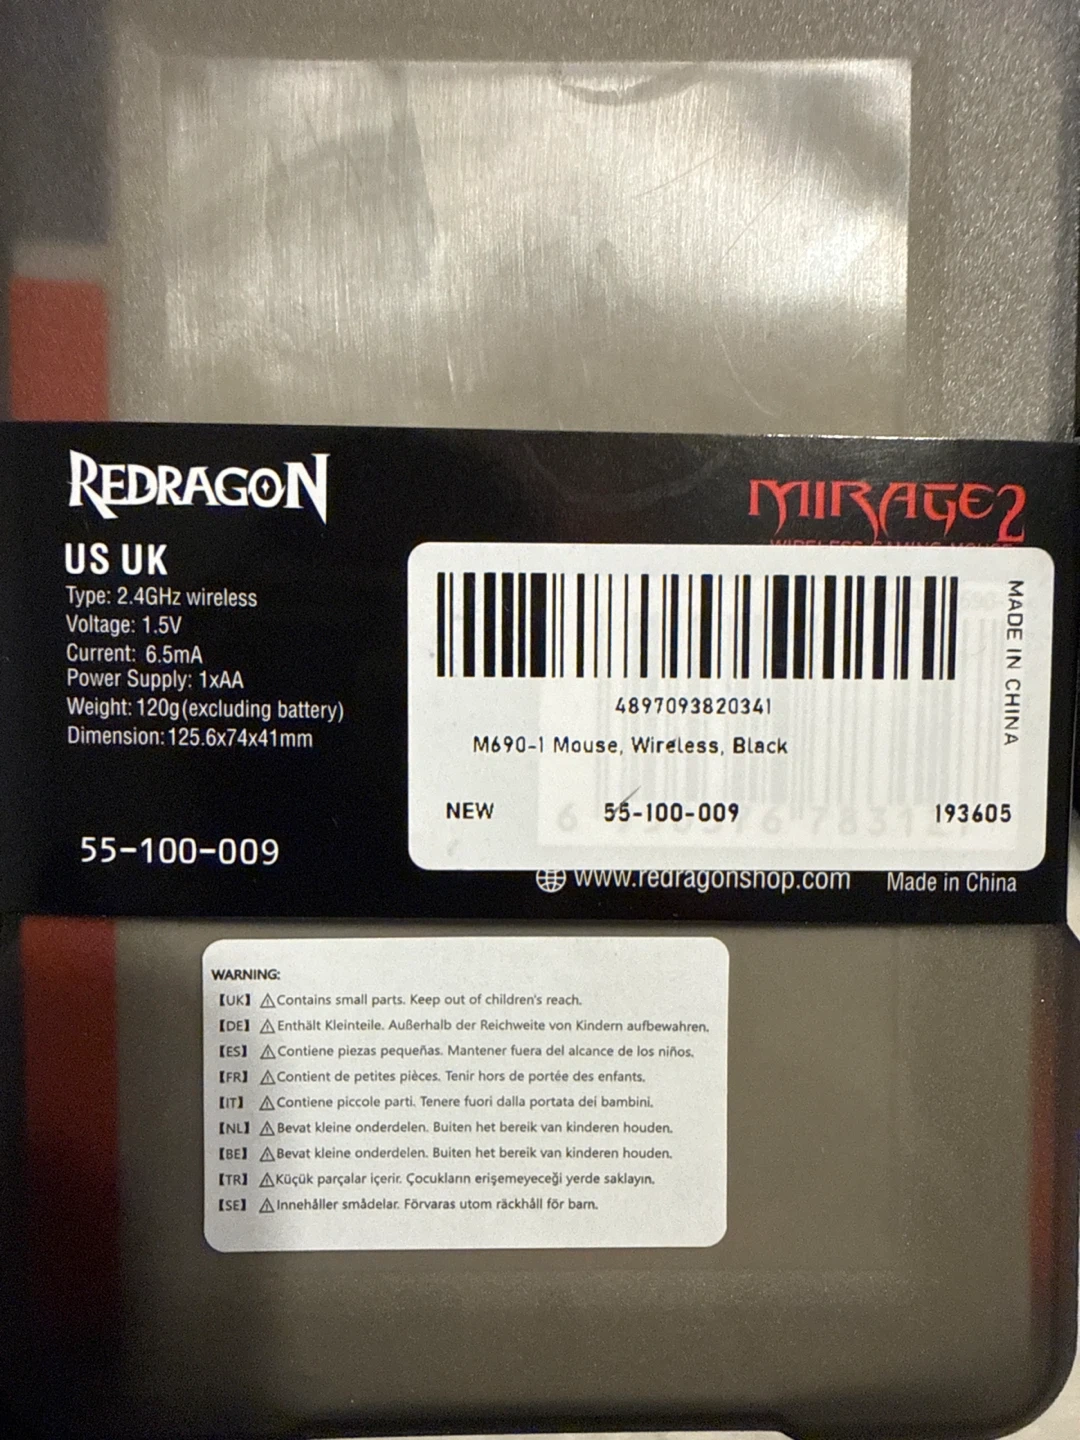 REDRAGON
MIRAGE2
WIRELESS GAMING MOUSE
US UK
Type: 2.4GHz wireless
Voltage: 1.5V
Current: 6.5mA
Power Supply: 1xAA
Weight: 120g(excluding battery)
Dimension: 125.6x74x41mm
55-100-009
4897093820341
M690-1 Mouse, Wireless, Black
NEW 55-100-009 193605
MADE IN CHINA
www.redragonshop.com Made in China
WARNING:
【UK】 ⚠Contains small parts. Keep out of children's reach.
【DE】 ⚠Enthält Kleinteile. Außerhalb der Reichweite von Kindern aufbewahren.
【ES】 ⚠Contiene piezas pequeñas. Mantener fuera del alcance de los niños.
【FR】 ⚠Contient de petites pièces. Tenir hors de portée des enfants.
【IT】 ⚠Contiene piccole parti. Tenere fuori dalla portata dei bambini.
【NL】 ⚠Bevat kleine onderdelen. Buiten het bereik van kinderen houden.
【BE】 ⚠Bevat kleine onderdelen. Buiten het bereik van kinderen houden.
【TR】 ⚠Küçük parçalar içerir. Çocukların erişemeyeceği yerde saklayın.
【SE】 ⚠Innehåller smådelar. Förvaras utom räckhåll för barn.